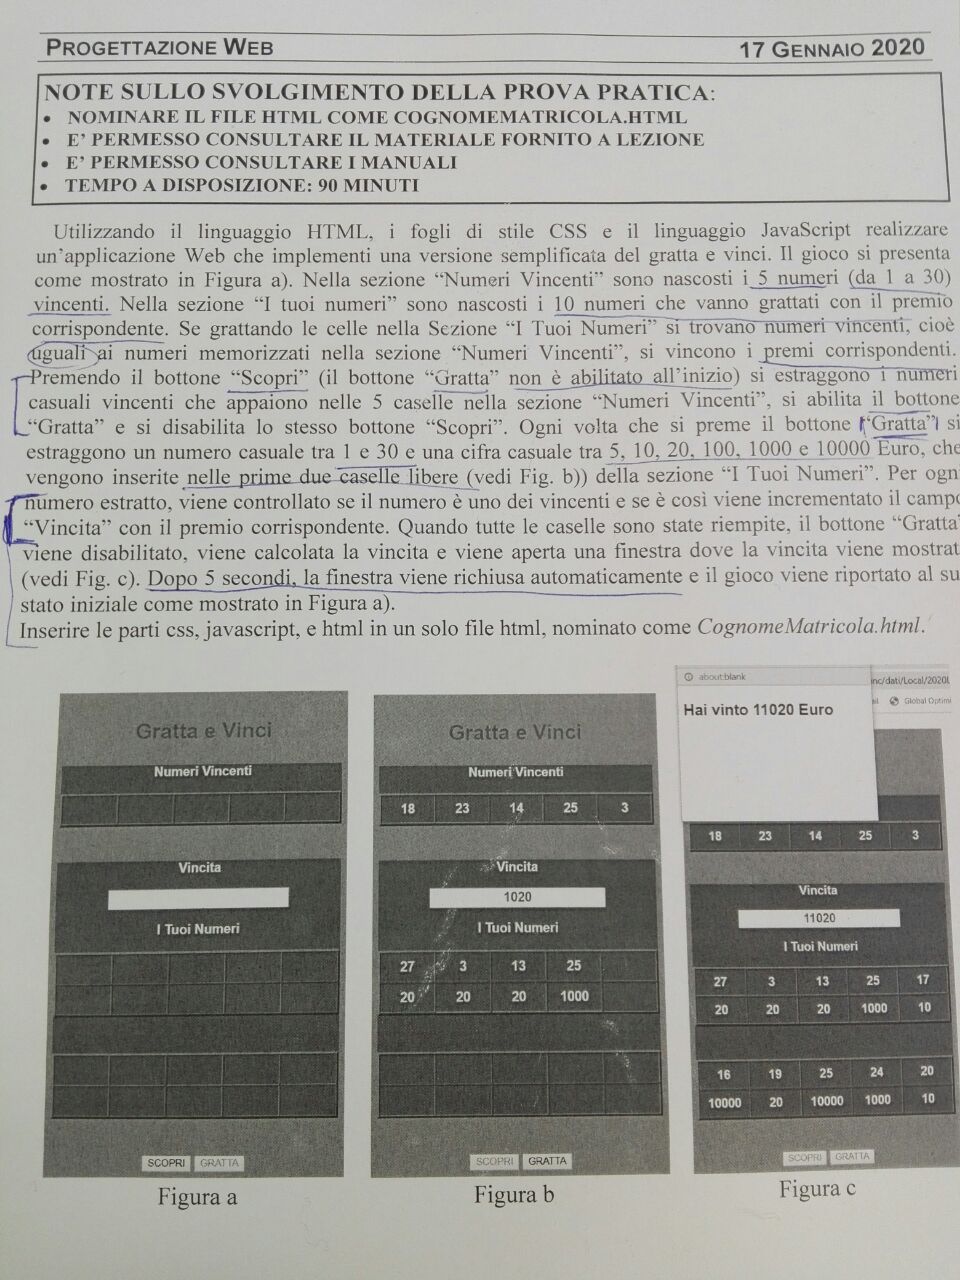 PROGETTAZIONE WEB 17 GENNAIO 2020
NOTE SULLO SVOLGIMENTO DELLA PROVA PRATICA:
• NOMINARE IL FILE HTML COME COGNOMEMATRICOLA.HTML
• E' PERMESSO CONSULTARE IL MATERIALE FORNITO A LEZIONE
• E' PERMESSO CONSULTARE I MANUALI
• TEMPO A DISPOSIZIONE: 90 MINUTI
Utilizzando il linguaggio HTML, i fogli di stile CSS e il linguaggio JavaScript realizzare
un'applicazione Web che implementi una versione semplificata del gratta e vinci. Il gioco si presenta
come mostrato in Figura a). Nella sezione "Numeri Vincenti" sono nascosti i 5 numeri (da 1 a 30)
vincenti. Nella sezione "I tuoi numeri" sono nascosti i 10 numeri che vanno grattati con il premio
corrispondente. Se grattando le celle nella Sezione "I Tuoi Numeri" si trovano numeri vincenti, cioè
uguali ai numeri memorizzati nella sezione "Numeri Vincenti", si vincono i premi corrispondenti.
Premendo il bottone "Scopri" (il bottone "Gratta" non è abilitato all'inizio) si estraggono i numeri
casuali vincenti che appaiono nelle 5 caselle nella sezione "Numeri Vincenti", si abilita il bottone
"Gratta" e si disabilita lo stesso bottone "Scopri". Ogni volta che si preme il bottone "Gratta" si
estraggono un numero casuale tra 1 e 30 e una cifra casuale tra 5, 10, 20, 100, 1000 e 10000 Euro, che
vengono inserite nelle prime due caselle libere (vedi Fig. b)) della sezione "I Tuoi Numeri". Per ogni
numero estratto, viene controllato se il numero è uno dei vincenti e se è così viene incrementato il campo
"Vincita" con il premio corrispondente. Quando tutte le caselle sono state riempite, il bottone "Gratta"
viene disabilitato, viene calcolata la vincita e viene aperta una finestra dove la vincita viene mostrat
(vedi Fig. c). Dopo 5 secondi, la finestra viene richiusa automaticamente e il gioco viene riportato al su
stato iniziale come mostrato in Figura a).
Inserire le parti css, javascript, e html in un solo file html, nominato come CognomeMatricola.html.
Gratta e Vinci
Numeri Vincenti
Vincita
I Tuoi Numeri
SCOPRI GRATTA
Figura a
Gratta e Vinci
Numeri Vincenti
18 23 14 25 3
Vincita
1020
I Tuoi Numeri
27 3 13 25
20 20 20 1000
SCOPRI GRATTA
Figura b
about:blank
inc/dati/Local/2020
Global Optimi
Hai vinto 11020 Euro
18 23 14 25 3
Vincita
11020
I Tuoi Numeri
27 3 13 25 17
20 20 20 1000 10
16 19 25 24 20
10000 20 10000 1000 10
SCOPRI GRATTA
Figura c